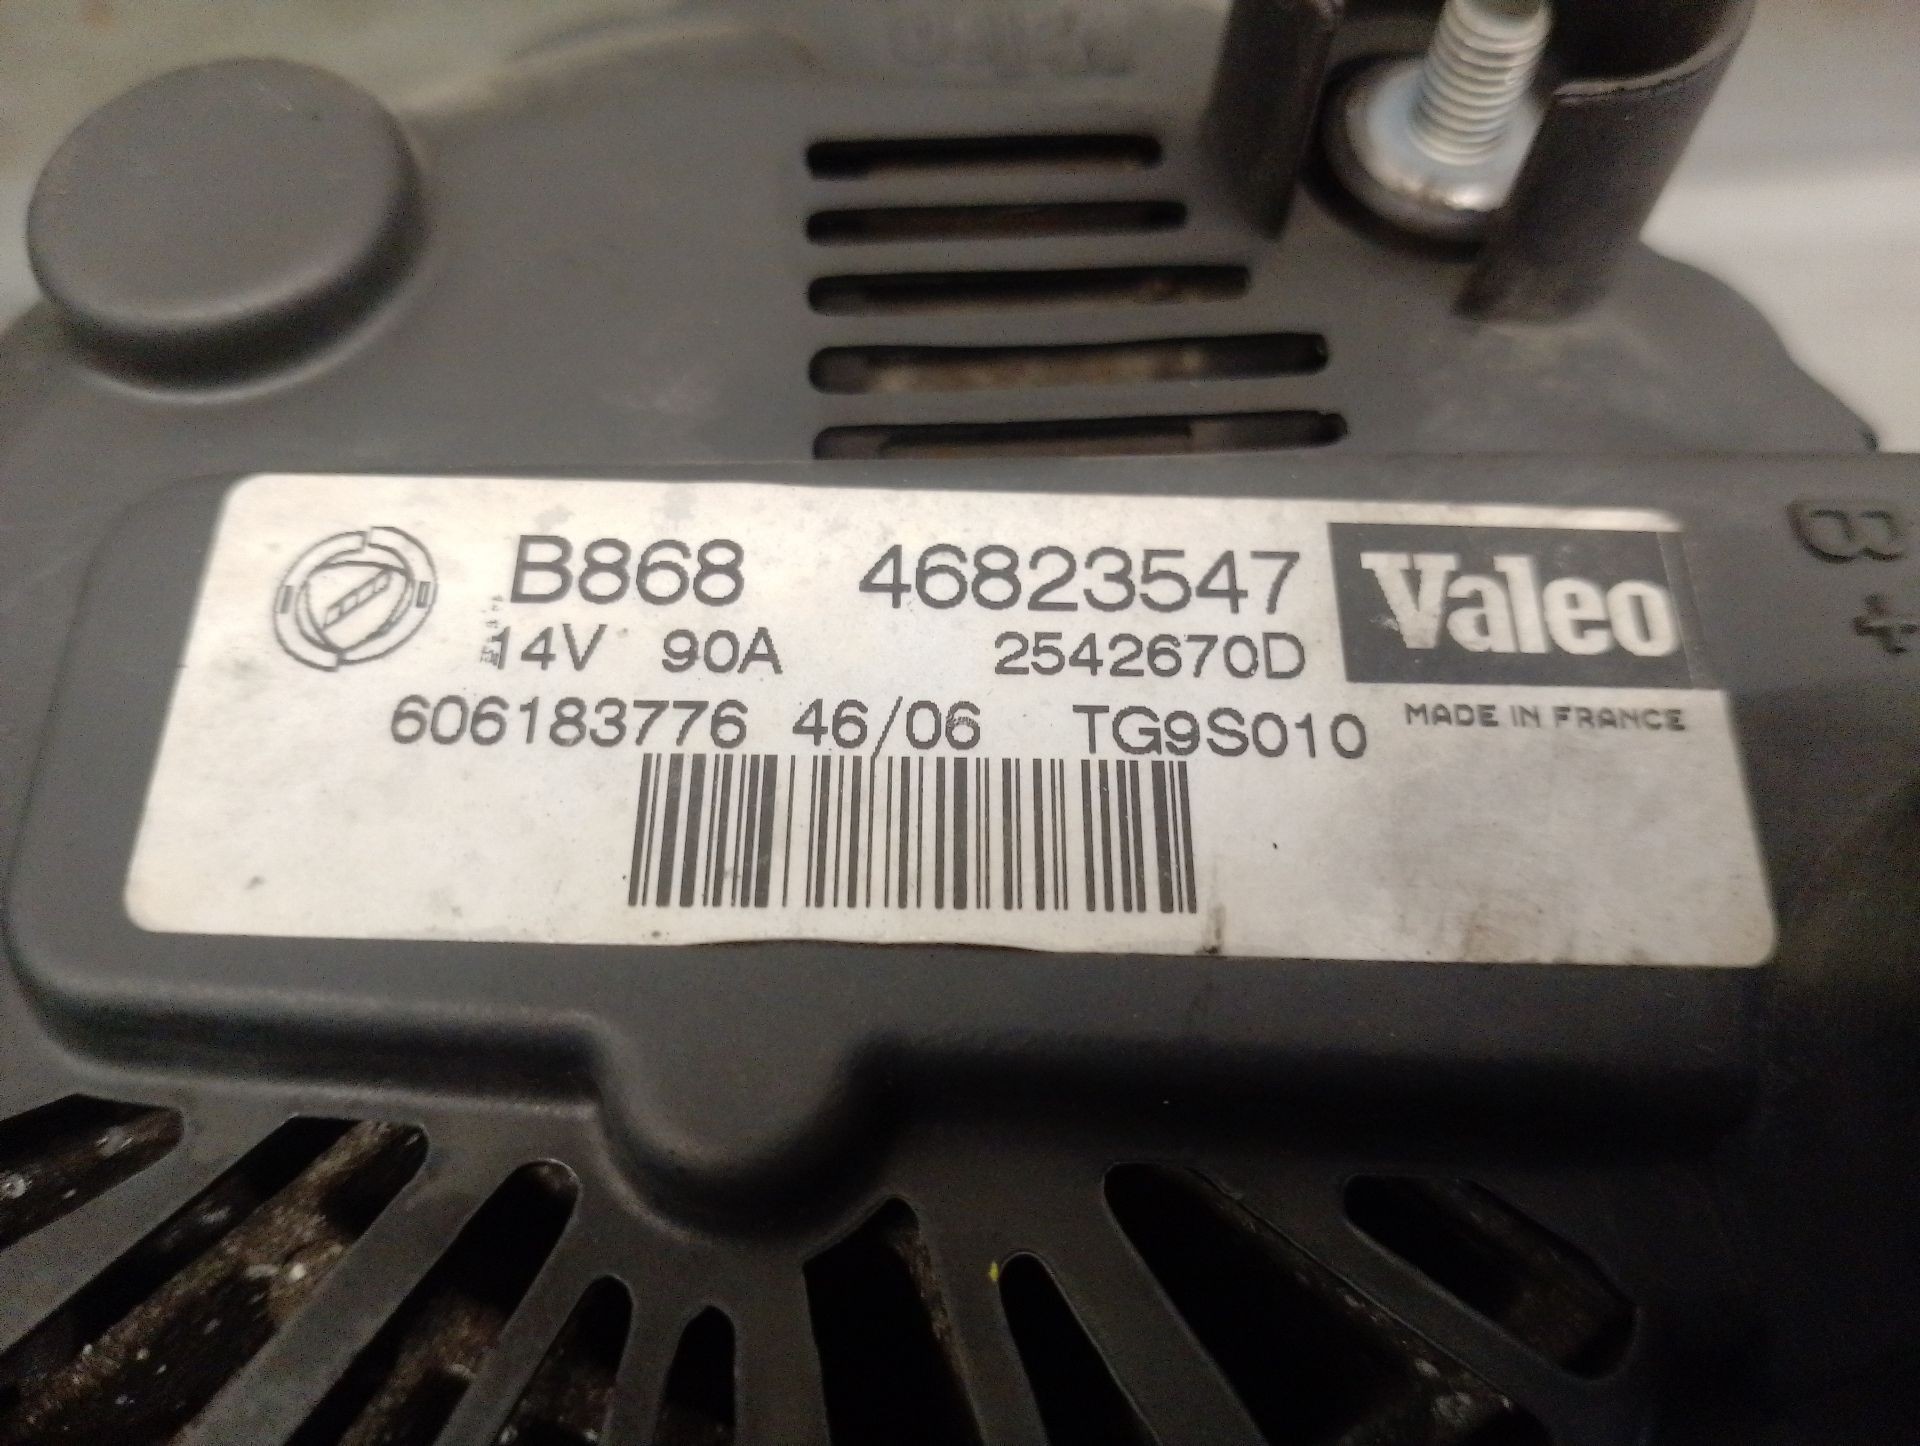 B868 46823547 Valeo
14V 90A 2542670D
606183776 46/06 TG9S010 MADE IN FRANCE
B
+